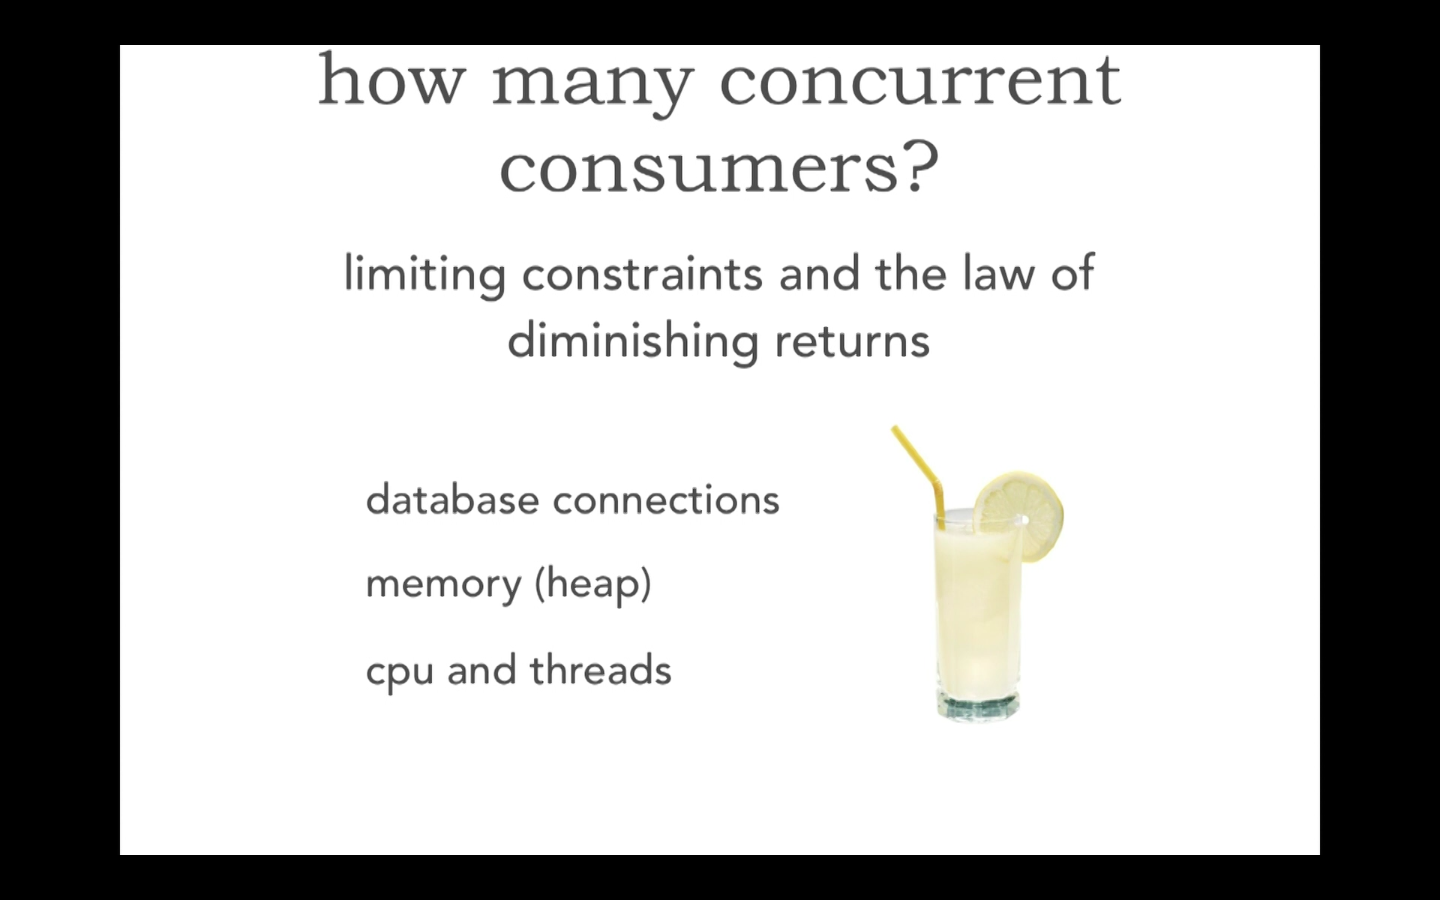 how many concurrent
consumers?
limiting constraints and the law of
diminishing returns
database connections
memory (heap)
cpu and threads